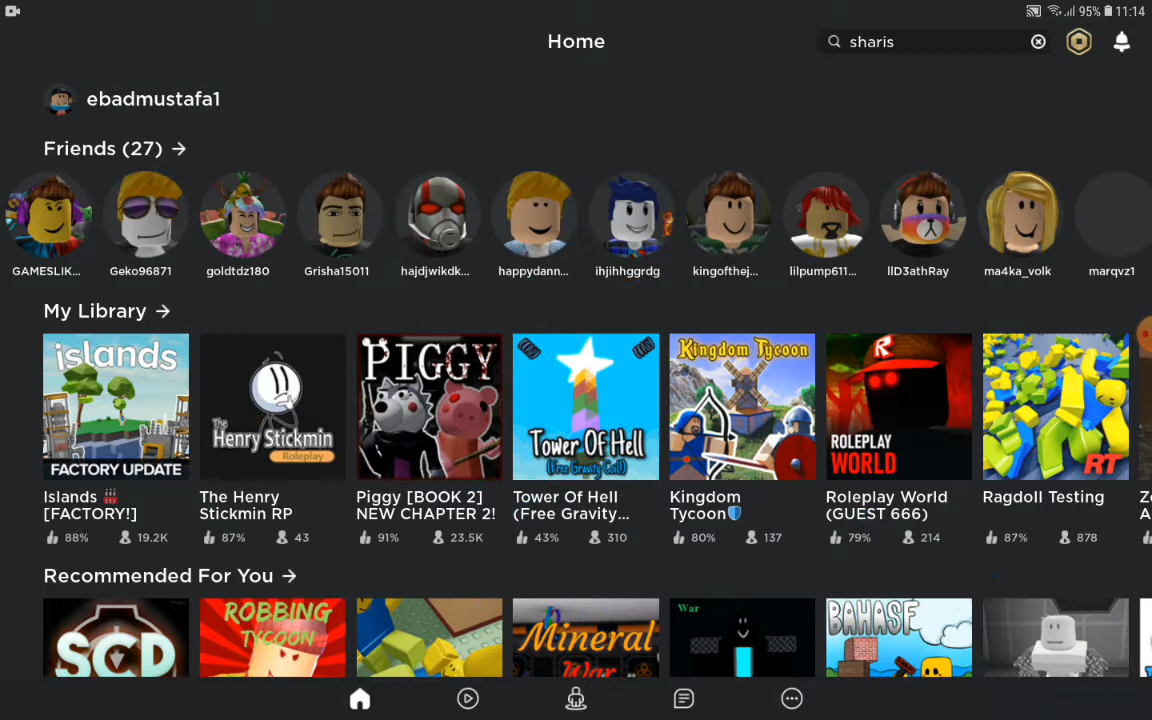 95% 11:14
Home
sharis
ebadmustafa1
Friends (27) →
GAMESLIK... Geko96871 goldtdz180 Grisha15011 hajdjwikdk... happydann... ihjihhggrdg kingofthej... lilpump611... llD3athRay ma4ka_volk marqvz1
My Library →
islands
FACTORY UPDATE
The
Henry Stickmin
Roleplay
PIGGY
Tower Of Hell
(Free Gravity Coil)
Kingdom Tycoon
R
ROLEPLAY
WORLD
RT
Islands 🏭
[FACTORY!]
88% 19.2K
The Henry
Stickmin RP
87% 43
Piggy [BOOK 2]
NEW CHAPTER 2!
91% 23.5K
Tower Of Hell
(Free Gravity...
43% 310
Kingdom
Tycoon🛡️
80% 137
Roleplay World
(GUEST 666)
79% 214
Ragdoll Testing
87% 878
Recommended For You →
SCD
ROBBING
TYCOON
Mineral
War
War
BAHASF